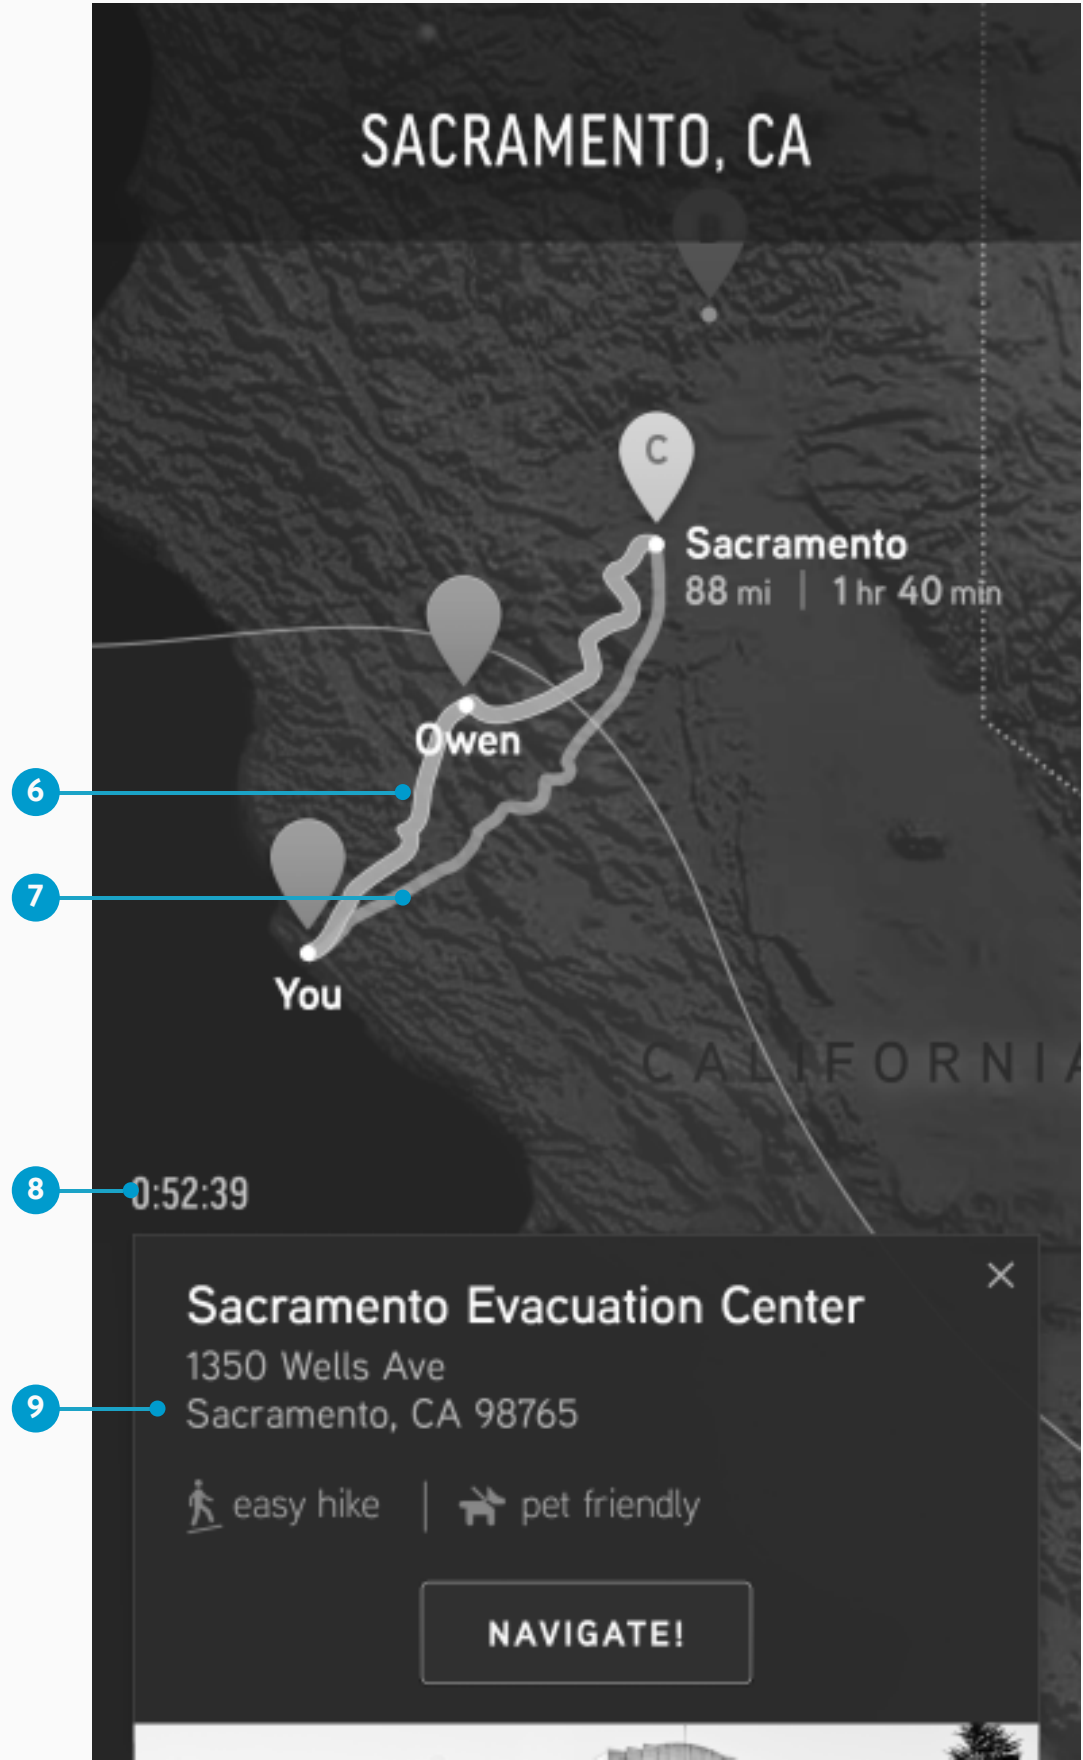 SACRAMENTO, CA
C
Sacramento
88 mi | 1 hr 40 min
Owen
6
7
You
CALIFORNIA
8
0:52:39
Sacramento Evacuation Center
1350 Wells Ave
9
Sacramento, CA 98765
easy hike | pet friendly
NAVIGATE!